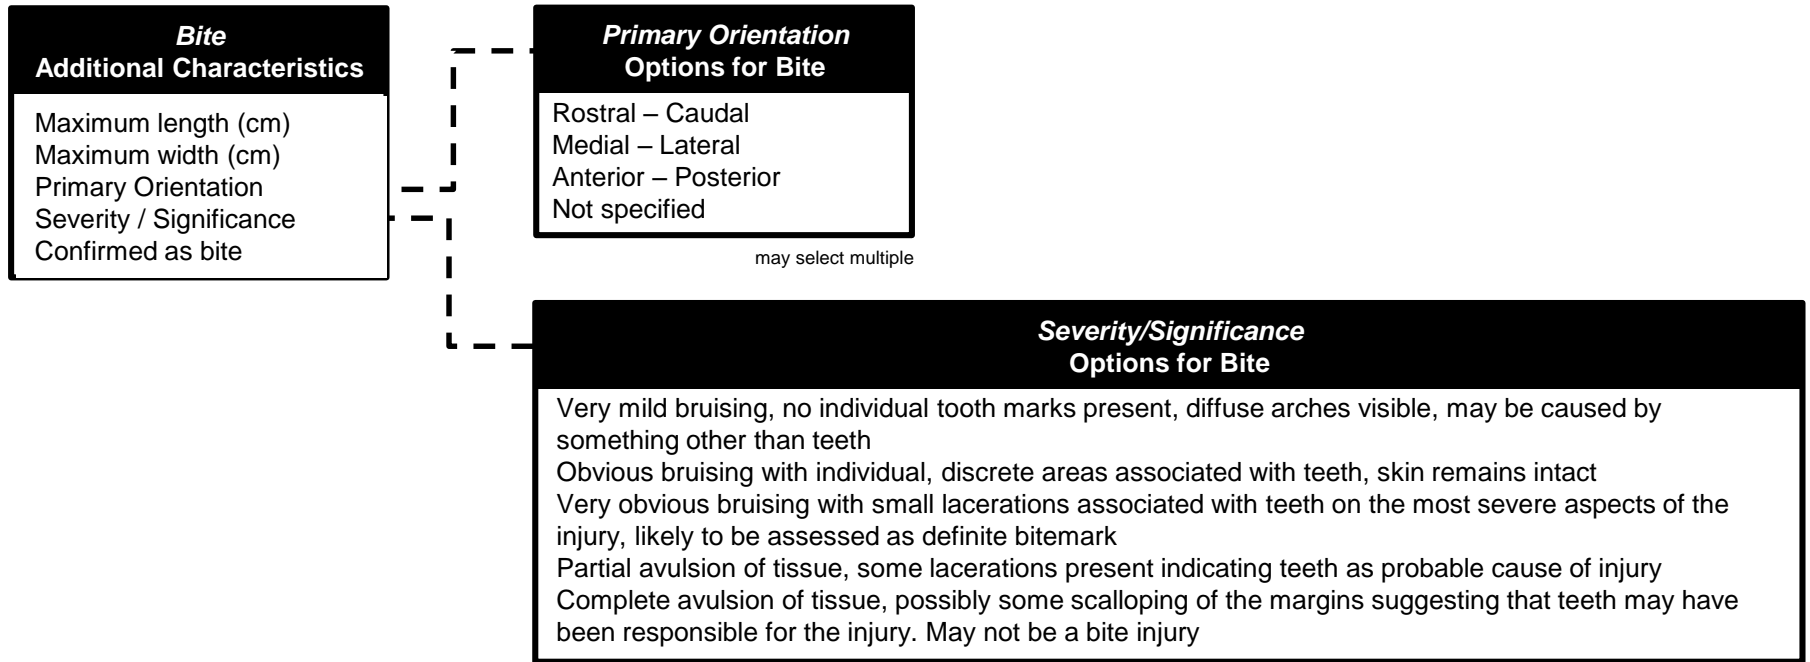 Bite
Additional Characteristics
Maximum length (cm)
Maximum width (cm)
Primary Orientation
Severity / Significance
Confirmed as bite
Primary Orientation
Options for Bite
Rostral – Caudal
Medial – Lateral
Anterior – Posterior
Not specified
may select multiple
Severity/Significance
Options for Bite
Very mild bruising, no individual tooth marks present, diffuse arches visible, may be caused by
something other than teeth
Obvious bruising with individual, discrete areas associated with teeth, skin remains intact
Very obvious bruising with small lacerations associated with teeth on the most severe aspects of the
injury, likely to be assessed as definite bitemark
Partial avulsion of tissue, some lacerations present indicating teeth as probable cause of injury
Complete avulsion of tissue, possibly some scalloping of the margins suggesting that teeth may have
been responsible for the injury. May not be a bite injury